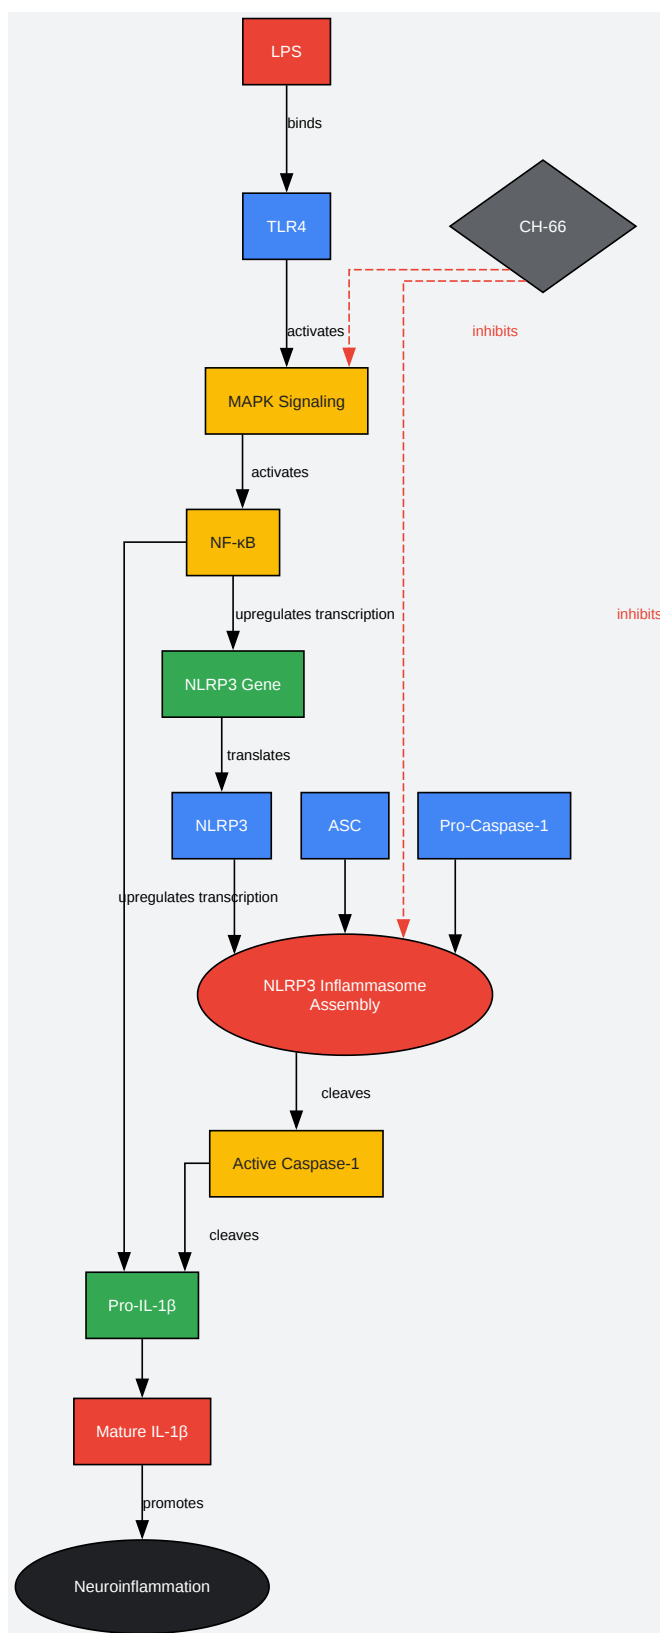 LPS
binds
TLR4
CH-66
activates
inhibits
MAPK Signaling
activates
NF-κB
upregulates transcription
inhibits
NLRP3 Gene
translates
NLRP3
ASC
Pro-Caspase-1
upregulates transcription
NLRP3 Inflammasome
Assembly
cleaves
Active Caspase-1
cleaves
Pro-IL-1β
Mature IL-1β
promotes
Neuroinflammation